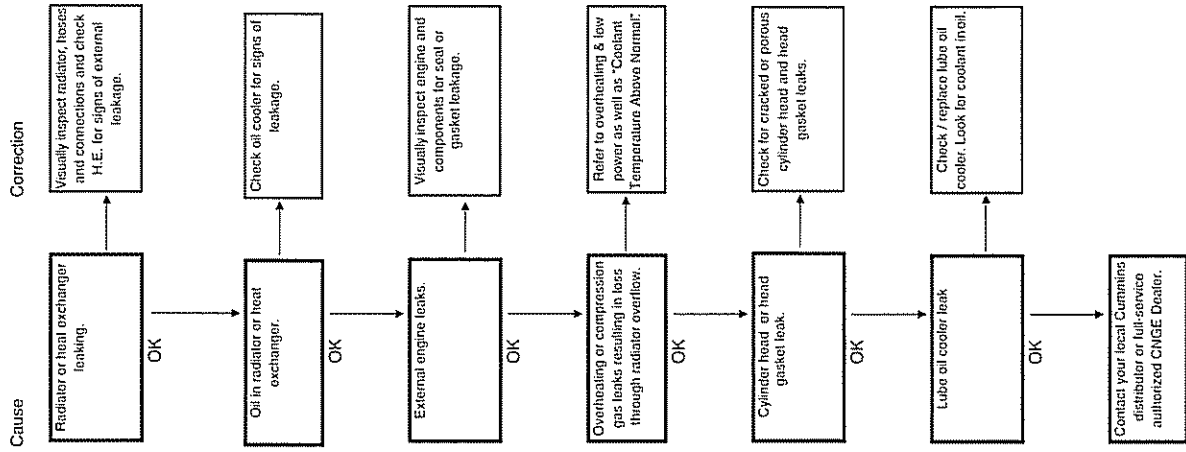 Cause
Correction
Radiator or heat exchanger
leaking.
Visually inspect radiator, hoses
and connections and check
H.E. for signs of external
leakage.
OK
Oil in radiator or heat
exchanger.
Check oil cooler for signs of
leakage.
OK
External engine leaks.
Visually inspect engine and
components for seal or
gasket leakage.
OK
Overheating or compression
gas leaks resulting in loss
through radiator overflow.
Refer to overheating & low
power as well as "Coolant
Temperature Above Normal".
OK
Cylinder head or head
gasket leak.
Check for cracked or porous
cylinder head and head
gasket leaks.
OK
Lube oil cooler leak
Check / replace lube oil
cooler. Look for coolant in oil.
OK
Contact your local Cummins
distributor or full-service
authorized CNGE Dealer.